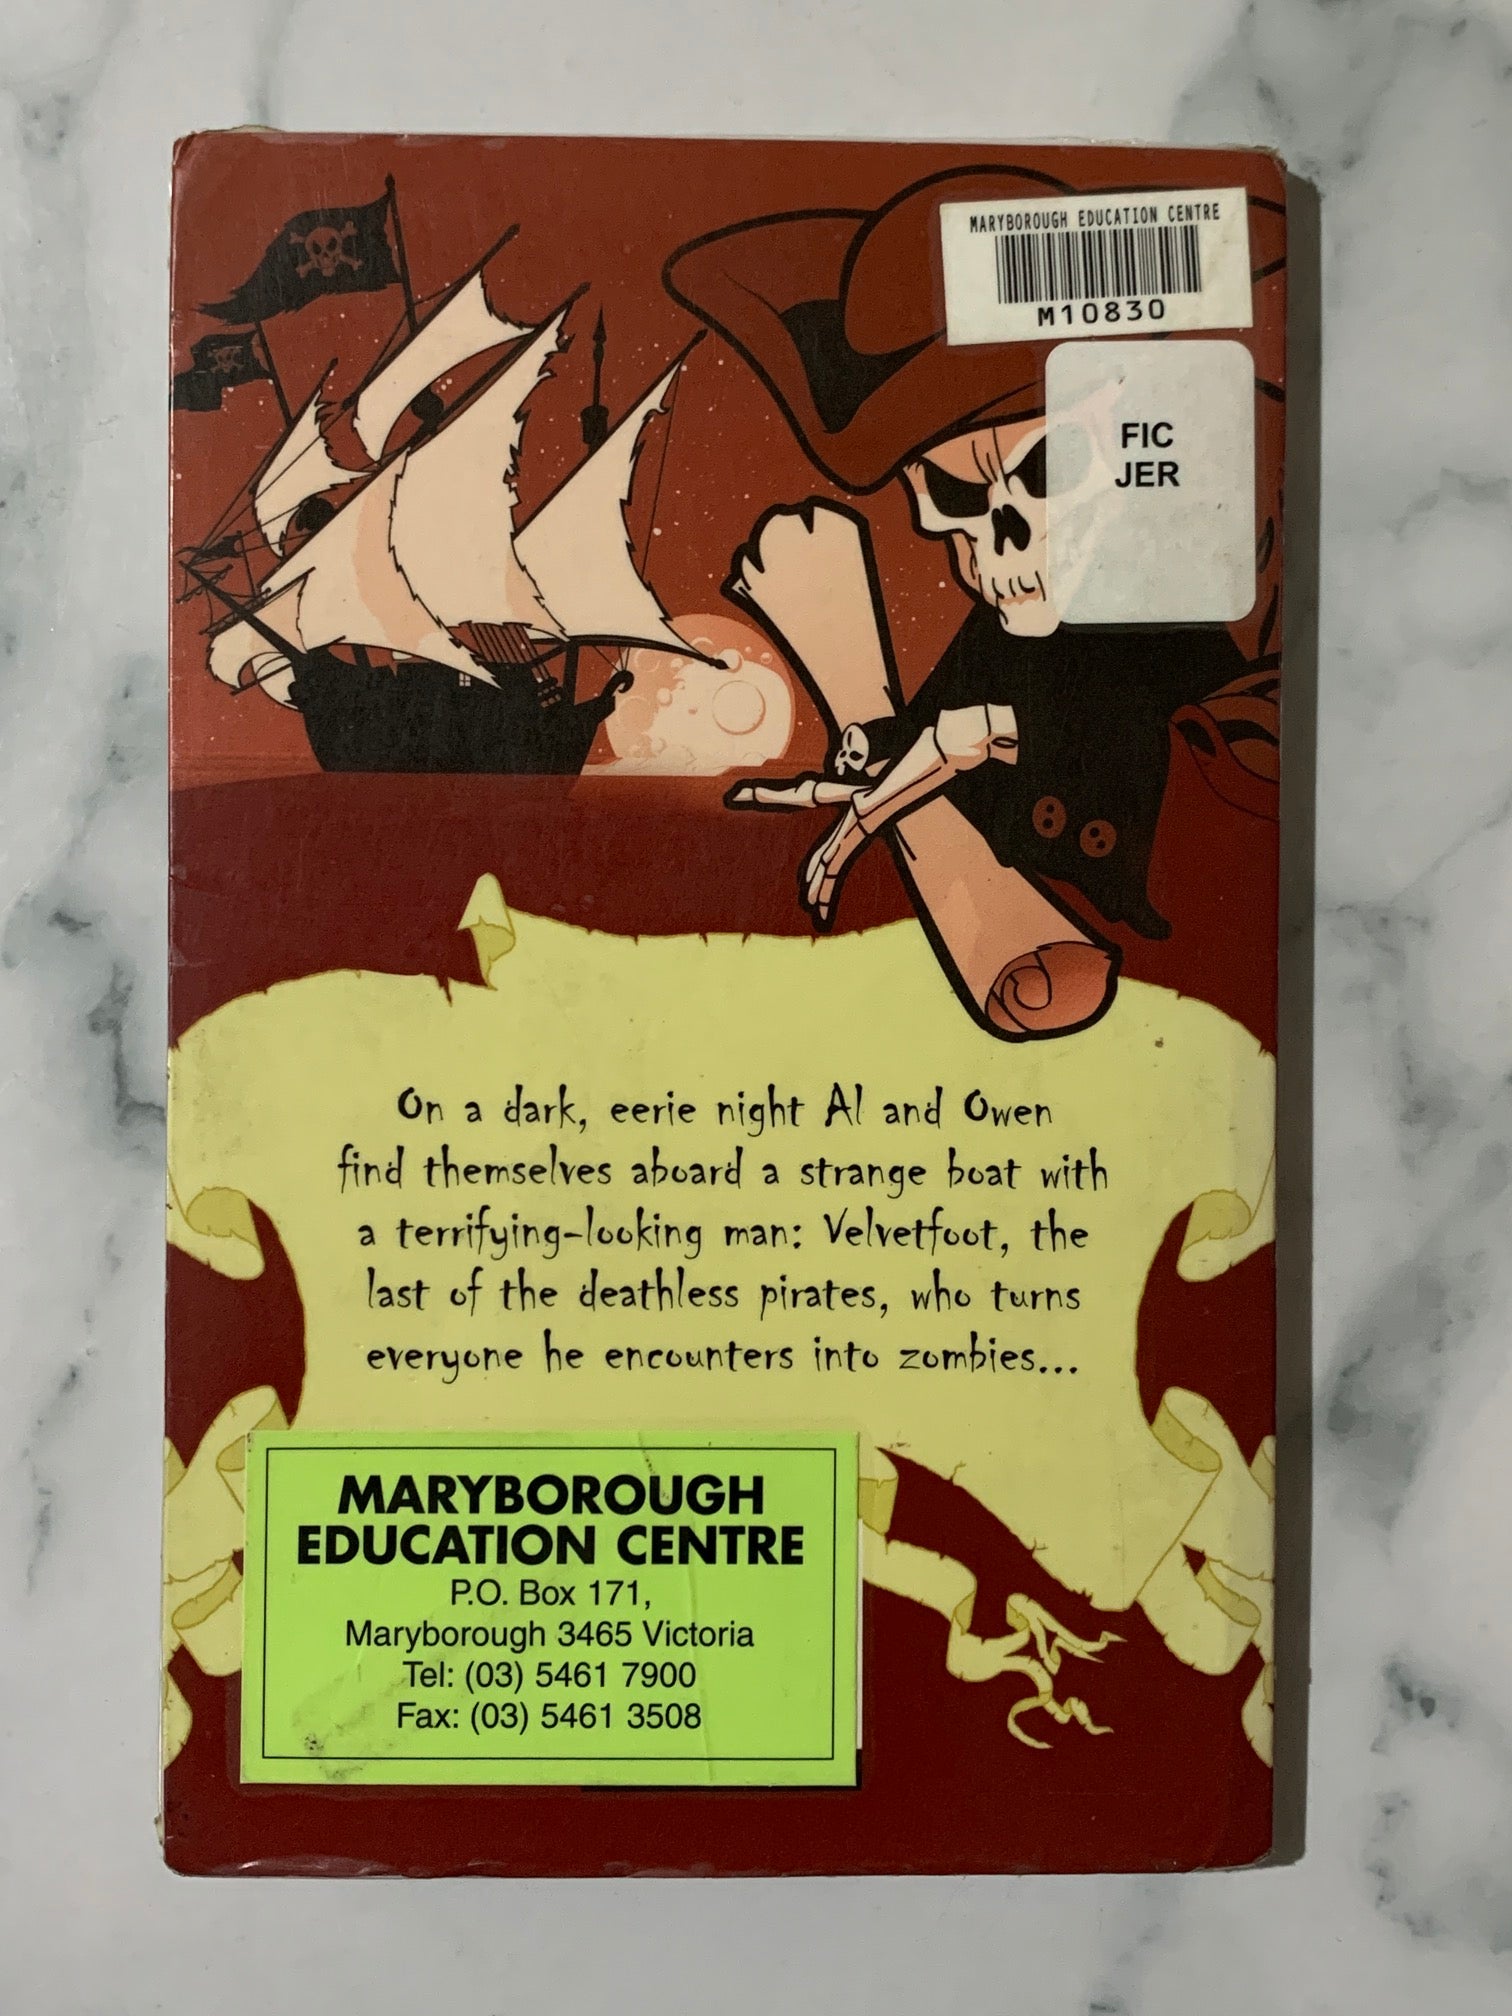 MARYBOROUGH EDUCATION CENTRE
M10830
FIC
JER
On a dark, eerie night Al and Owen
find themselves aboard a strange boat with
a terrifying-looking man: Velvetfoot, the
last of the deathless pirates, who turns
everyone he encounters into zombies...
MARYBOROUGH
EDUCATION CENTRE
P.O. Box 171,
Maryborough 3465 Victoria
Tel: (03) 5461 7900
Fax: (03) 5461 3508